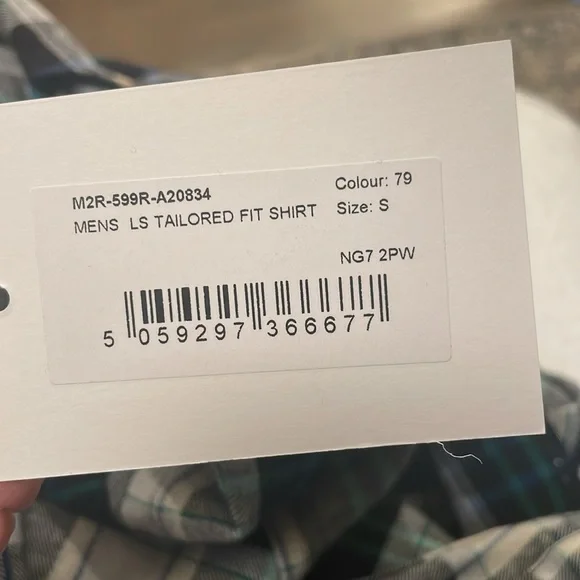 M2R-599R-A20834
Colour: 79
MENS LS TAILORED FIT SHIRT
Size: S
NG7 2PW
5 059297 366677